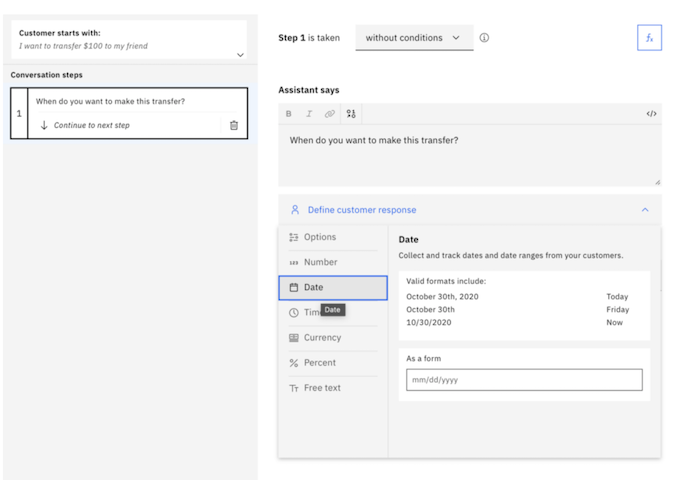 Customer starts with:
I want to transfer $100 to my friend
Conversation steps
1
When do you want to make this transfer?
Continue to next step
Step 1 is taken
without conditions
fx
Assistant says
B I </>
When do you want to make this transfer?
Define customer response
Options
Number
Date
Date
Currency
Percent
Free text
Date
Collect and track dates and date ranges from your customers.
Valid formats include:
October 30th, 2020 Today
October 30th Friday
10/30/2020 Now
As a form
mm/dd/yyyy